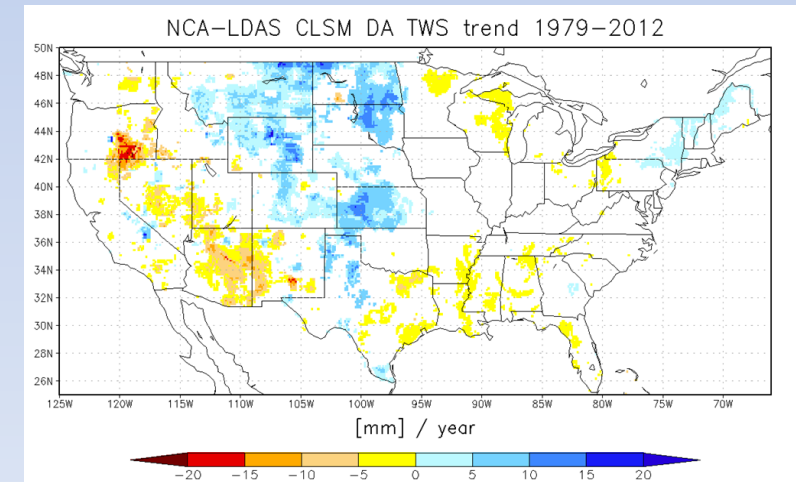 NCA-LDAS CLSM DA TWS trend 1979-2012
50N
48N
46N
44N
42N
40N
38N
36N
34N
32N
30N
28N
26N
125W 120W 115W 110W 105W 100W 95W 90W 85W 80W 75W 70W
[mm] / year
-20 -15 -10 -5 0 5 10 15 20